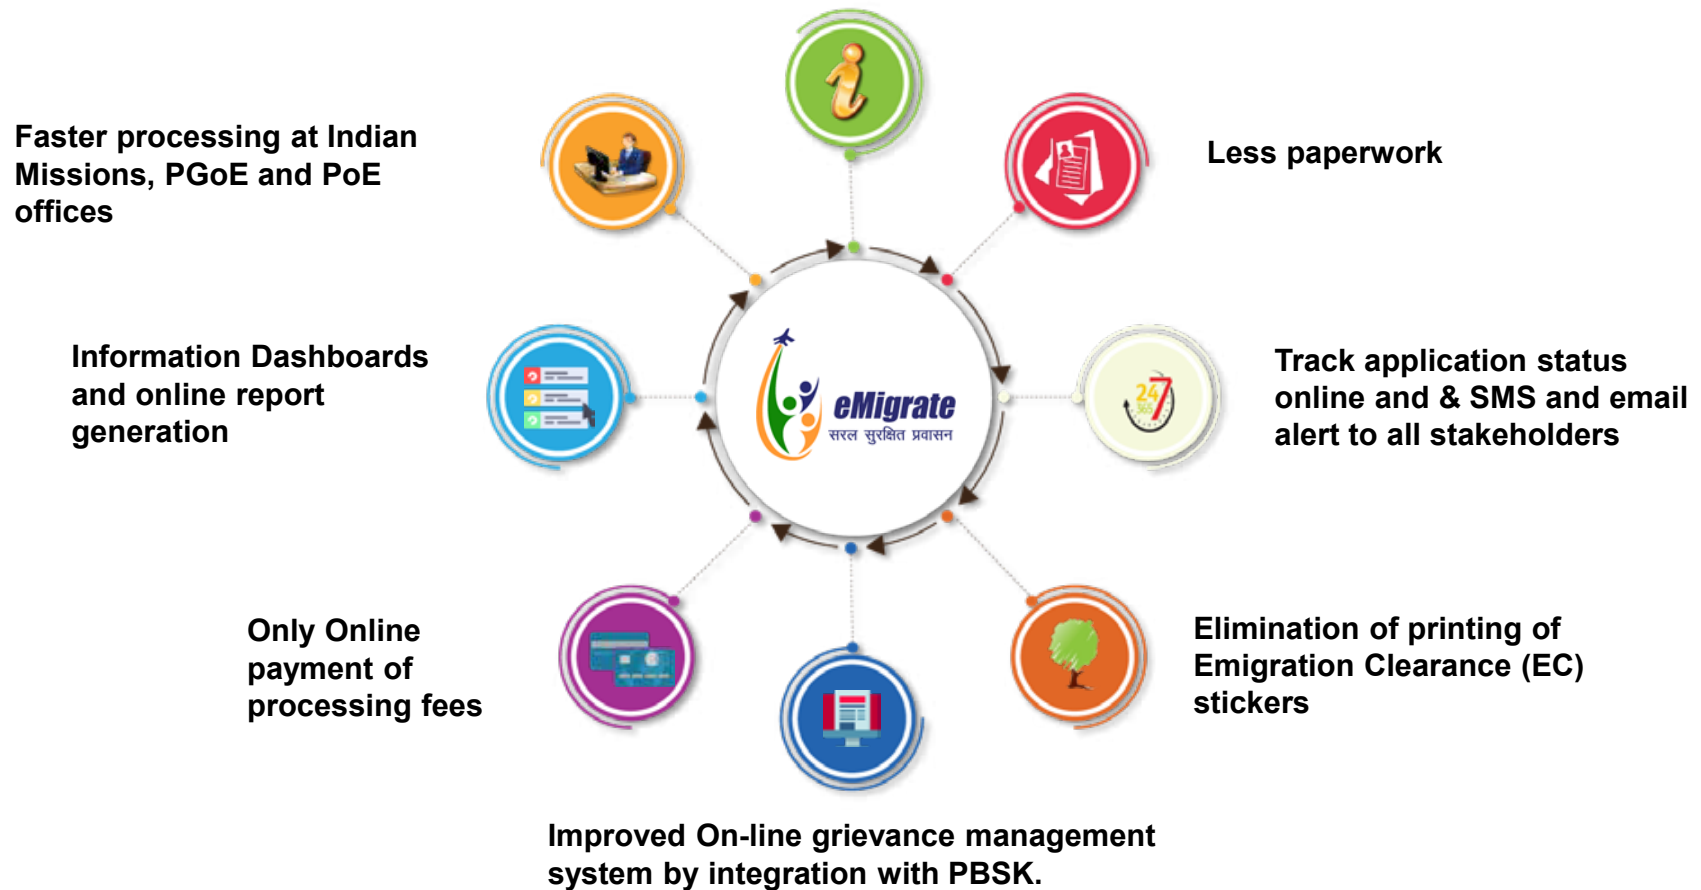 Faster processing at Indian
Missions, PGoE and PoE
offices
Less paperwork
Information Dashboards
and online report
generation
eMigrate
सरल सुरक्षित प्रवासन
24
7
365
Track application status
online and & SMS and email
alert to all stakeholders
Only Online
payment of
processing fees
Elimination of printing of
Emigration Clearance (EC)
stickers
Improved On-line grievance management
system by integration with PBSK.